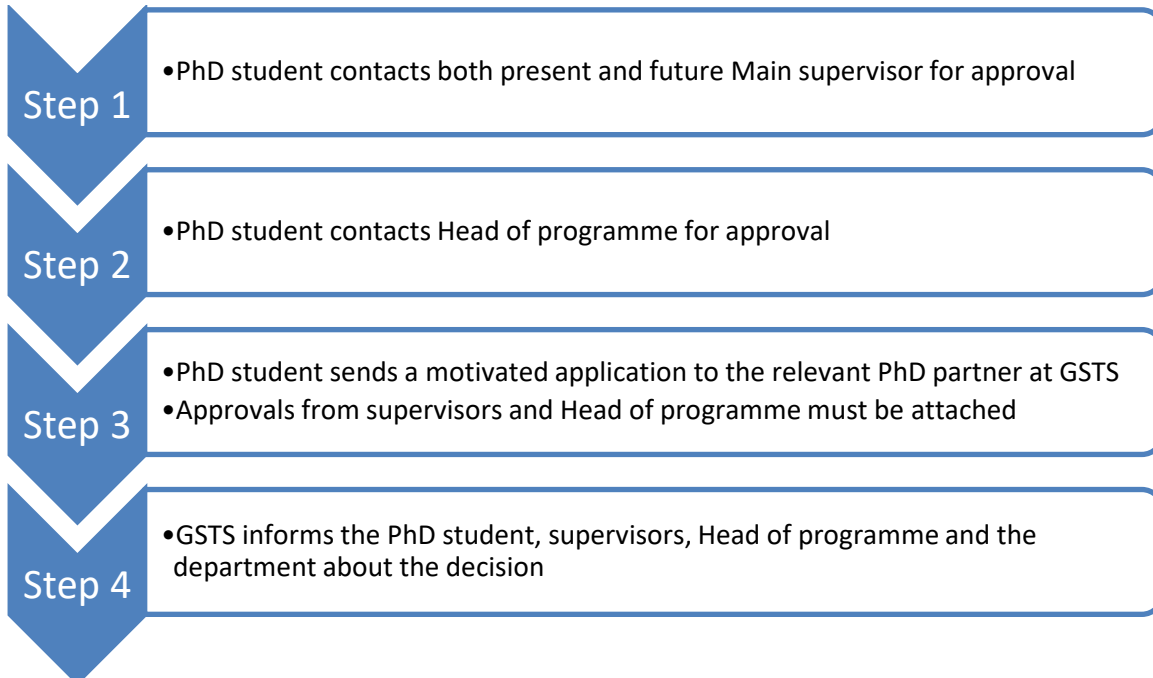 Step 1
•PhD student contacts both present and future Main supervisor for approval
Step 2
•PhD student contacts Head of programme for approval
Step 3
•PhD student sends a motivated application to the relevant PhD partner at GSTS
•Approvals from supervisors and Head of programme must be attached
Step 4
•GSTS informs the PhD student, supervisors, Head of programme and the
department about the decision